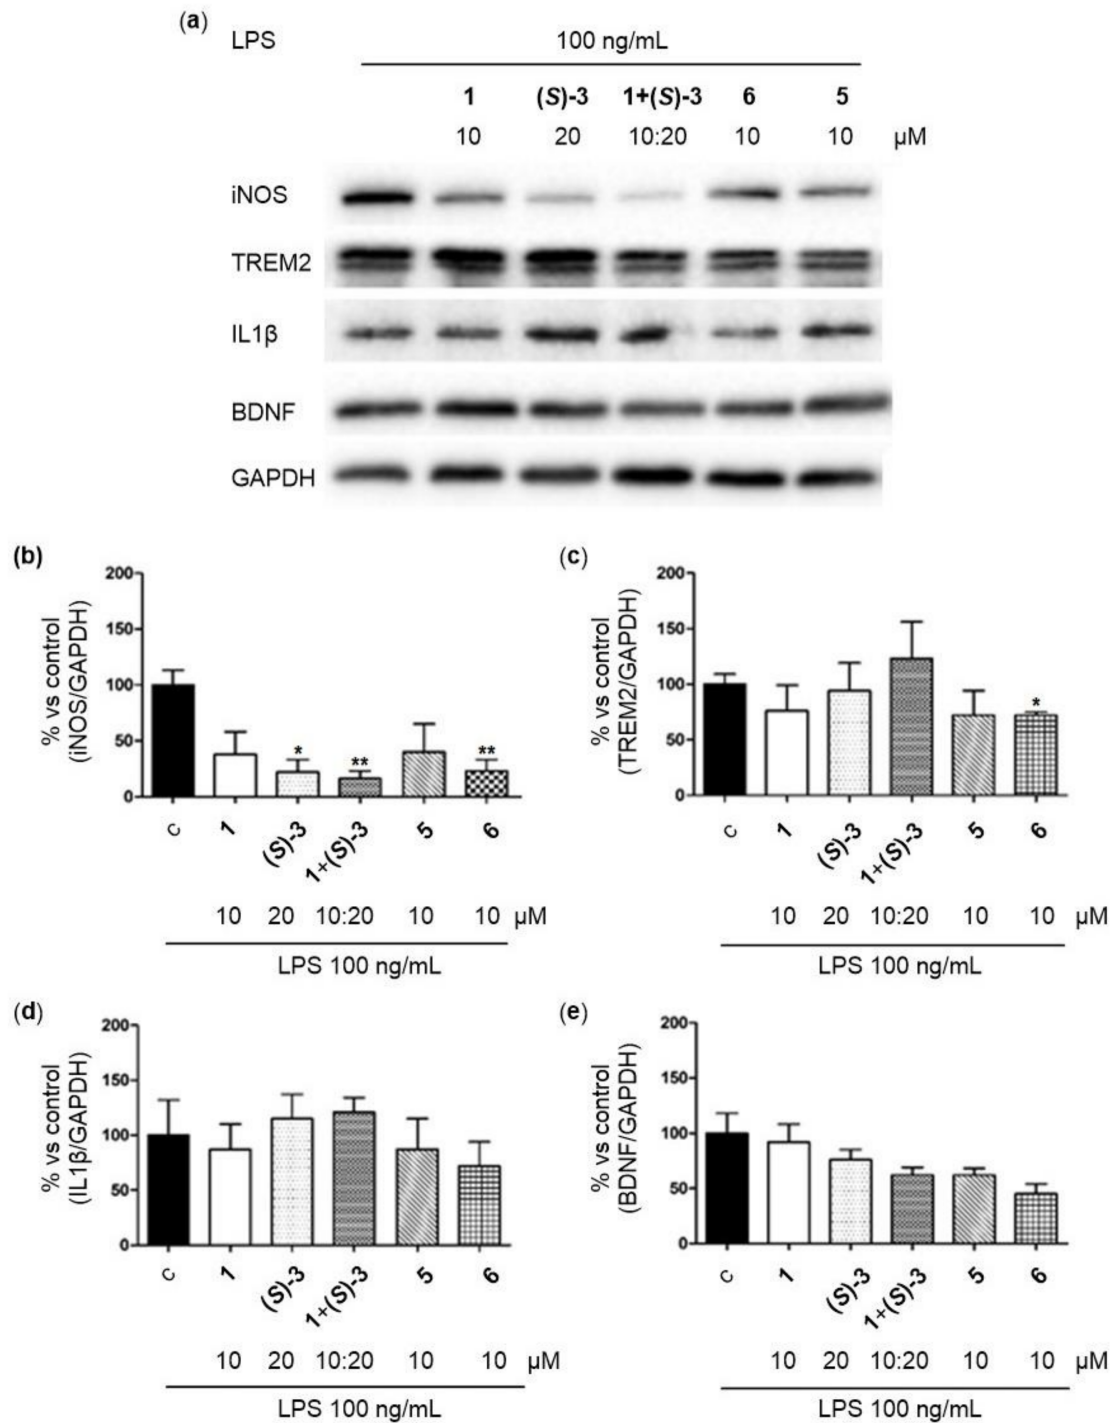 (a)
LPS 100 ng/mL
1 (S)-3 1+(S)-3 6 5
10 20 10:20 10 10 µM
iNOS
TREM2
IL1β
BDNF
GAPDH
(b)
% vs control
(iNOS/GAPDH)
200
150
100
50
0
* ** **
c 1 (S)-3 1+(S)-3 5 6
10 20 10:20 10 10 µM
LPS 100 ng/mL
(c)
% vs control
(TREM2/GAPDH)
200
150
100
50
0
*
c 1 (S)-3 1+(S)-3 5 6
10 20 10:20 10 10 µM
LPS 100 ng/mL
(d)
% vs control
(IL1β/GAPDH)
200
150
100
50
0
c 1 (S)-3 1+(S)-3 5 6
10 20 10:20 10 10 µM
LPS 100 ng/mL
(e)
% vs control
(BDNF/GAPDH)
200
150
100
50
0
c 1 (S)-3 1+(S)-3 5 6
10 20 10:20 10 10 µM
LPS 100 ng/mL